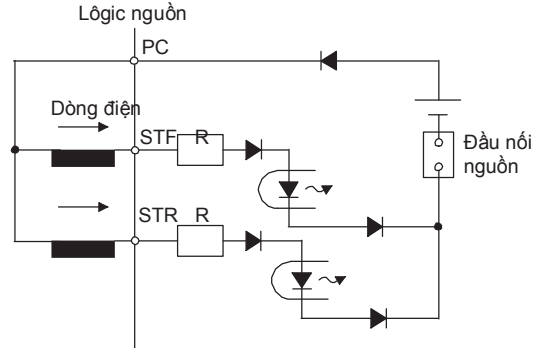 Lôgic nguồn
PC
Dòng điện
STF R
Đầu nối
nguồn
STR R